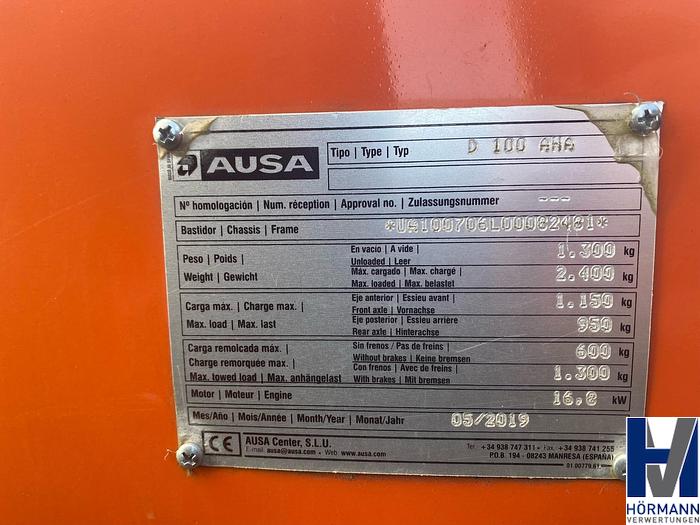 AUSA
Tipo | Type | Typ D 100 AHA
Nº homologación | Num. réception | Approval no. | Zulassungsnummer ---
Bastidor | Chassis | Frame *UA100706L00082481*
Peso | Poids | Weight | Gewicht
En vacio | A vide | Unloaded | Leer 1.300 kg
Máx. cargado | Max. chargé | Max. loaded | Max. belastet 2.400 kg
Carga máx. | Charge max. | Max. load | Max. last
Eje anterior | Essieu avant | Front axle | Vornachse 1.150 kg
Eje posterior | Essieu arrière Rear axle | Hinterachse 950 kg
Carga remolcada máx. | Charge remorquée max. | Max. towed load | Max. anhängelast
Sin frenos | Pas de freins | Without brakes | Keine bremsen 600 kg
Con frenos | Avec de freins | With brakes | Mit bremsen 1.300 kg
Motor | Moteur | Engine 16,8 kW
Mes/Año | Mois/Année | Month/Year | Monat/Jahr 05/2019
CE AUSA Center, S.L.U.
E-mail. ausa@ausa.com • Web. www.ausa.com
Tel. +34 938 747 311 • Fax. +34 938 741 255
P.O.B. 194 - 08243 MANRESA (ESPAÑA)
01.00779.61
HV
HÖRMANN
VERWERTUNGEN